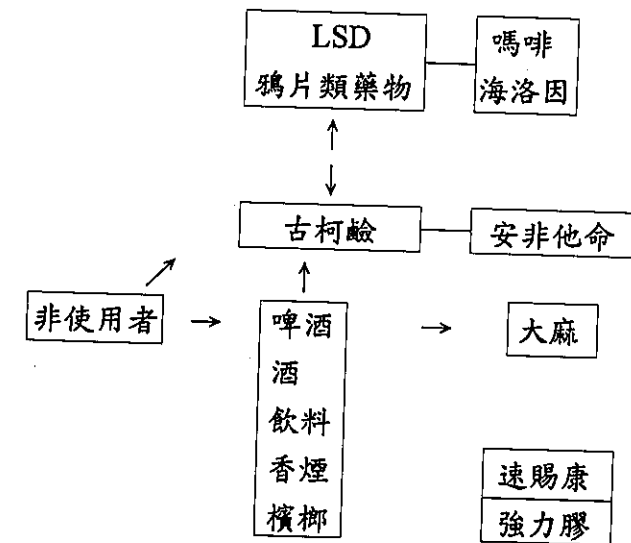 LSD
鴉片類藥物
嗎啡
海洛因
古柯鹼
安非他命
非使用者
啤酒
酒
飲料
香煙
檳榔
大麻
速賜康
強力膠